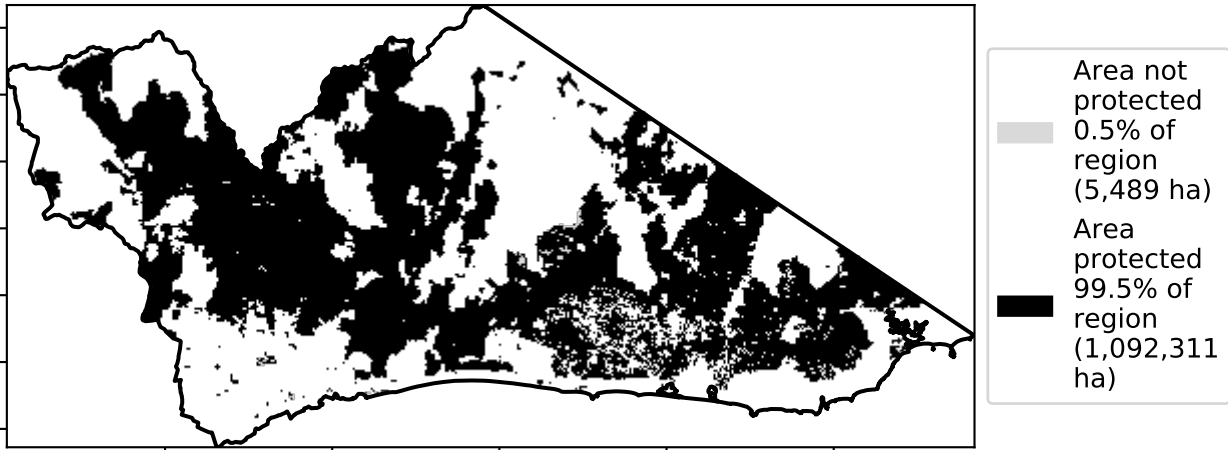 Area not
protected
0.5% of
region
(5,489 ha)
Area
protected
99.5% of
region
(1,092,311
ha)